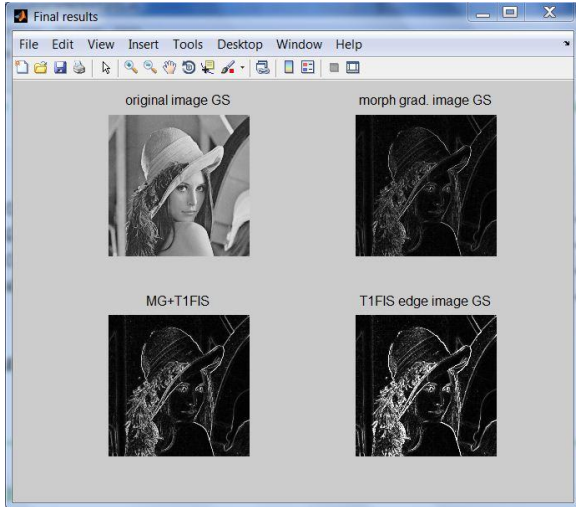 Final results
File Edit View Insert Tools Desktop Window Help
original image GS
morph grad. image GS
MG+T1FIS
T1FIS edge image GS